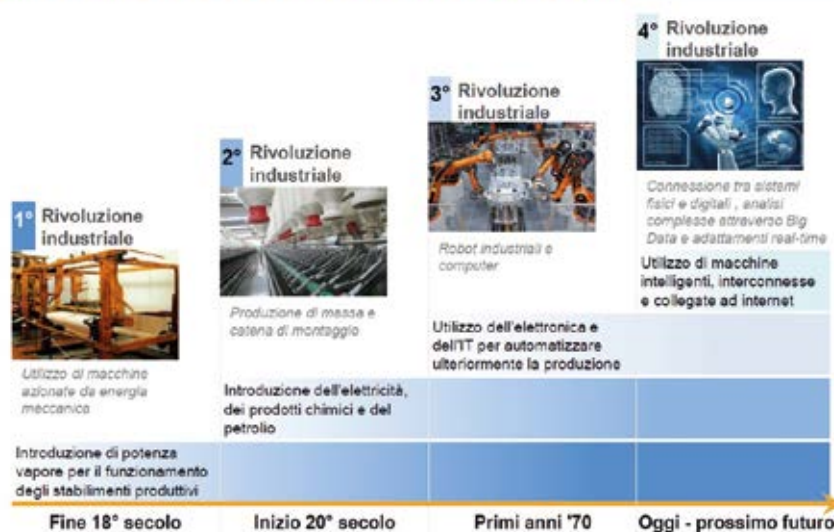 1° Rivoluzione
industriale
Utilizzo di macchine
azionate da energia
meccanica
Introduzione di potenza
vapore per il funzionamento
degli stabilimenti produttivi
Fine 18° secolo
2° Rivoluzione
industriale
Produzione di massa e
catena di montaggio
Introduzione dell'elettricità,
dei prodotti chimici e del
petrolio
Inizio 20° secolo
3° Rivoluzione
industriale
Robot industriali e
computer
Utilizzo dell'elettronica e
dell'IT per automatizzare
ulteriormente la produzione
Primi anni '70
4° Rivoluzione
industriale
Connessione tra sistemi
fisici e digitali , analisi
complesse attraverso Big
Data e adattamenti real-time
Utilizzo di macchine
intelligenti, interconnesse
e collegate ad internet
Oggi - prossimo futuro